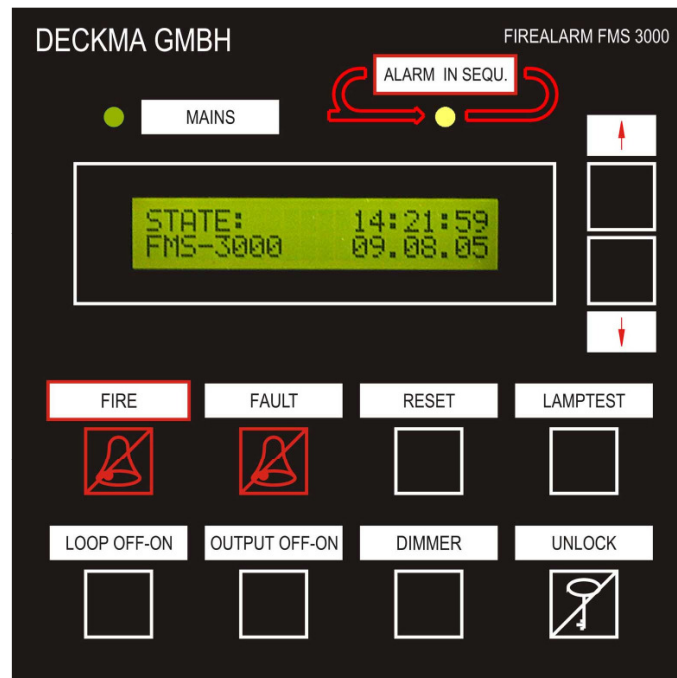 DECKMA GMBH
FIREALARM FMS 3000
ALARM IN SEQU.
MAINS
STATE: 14:21:59
FMS-3000 09.08.05
FIRE FAULT RESET LAMPTEST
LOOP OFF-ON OUTPUT OFF-ON DIMMER UNLOCK